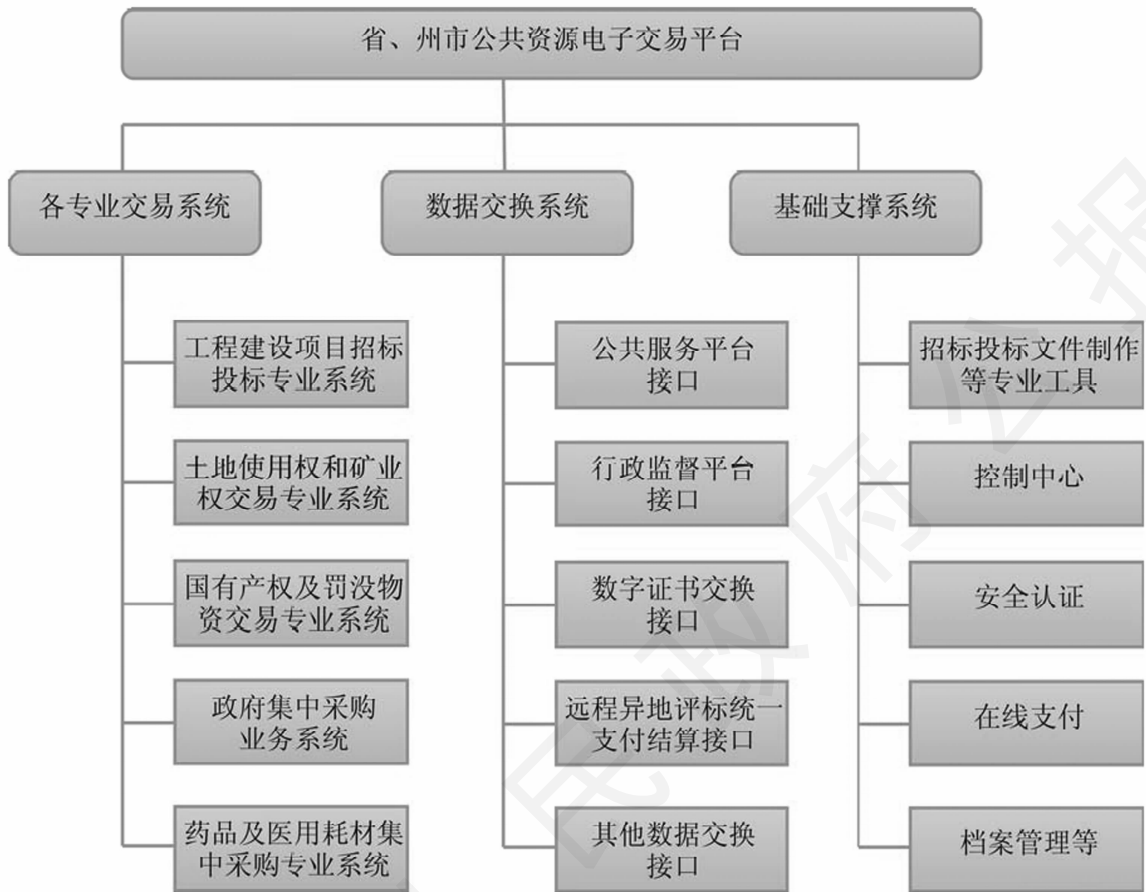 省、州市公共资源电子交易平台
各专业交易系统
数据交换系统
基础支撑系统
工程建设项目招标
投标专业系统
土地使用权和矿业
权交易专业系统
国有产权及罚没物
资交易专业系统
政府集中采购
业务系统
药品及医用耗材集
中采购专业系统
公共服务平台
接口
行政监督平台
接口
数字证书交换
接口
远程异地评标统一
支付结算接口
其他数据交换
接口
招标投标文件制作
等专业工具
控制中心
安全认证
在线支付
档案管理等
民政府公报